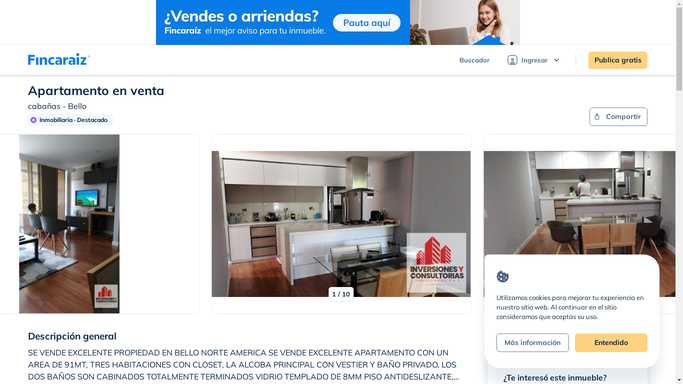 ¿Vendes o arriendas?
Fincaraíz el mejor aviso para tu inmueble.
Pauta aquí
Fincaraíz
Buscador
Ingresar
Publica gratis
Apartamento en venta
cabañas - Bello
Inmobiliaria - Destacado
Compartir
INVERSIONES Y
CONSULTORIAS
1 / 10
Utilizamos cookies para mejorar tu experiencia en
nuestro sitio web. Al continuar en el sitio
consideramos que aceptas su uso.
Más información
Entendido
Descripción general
SE VENDE EXCELENTE PROPIEDAD EN BELLO NORTE AMERICA SE VENDE EXCELENTE APARTAMENTO CON UN
AREA DE 91MT, TRES HABITACIONES CON CLOSET, LA ALCOBA PRINCIPAL CON VESTIER Y BAÑO PRIVADO, LOS
DOS BAÑOS SON CABINADOS TOTALMENTE TERMINADOS VIDRIO TEMPLADO DE 8MM PISO ANTIDESLIZANTE,...
¿Te interesó este inmueble?